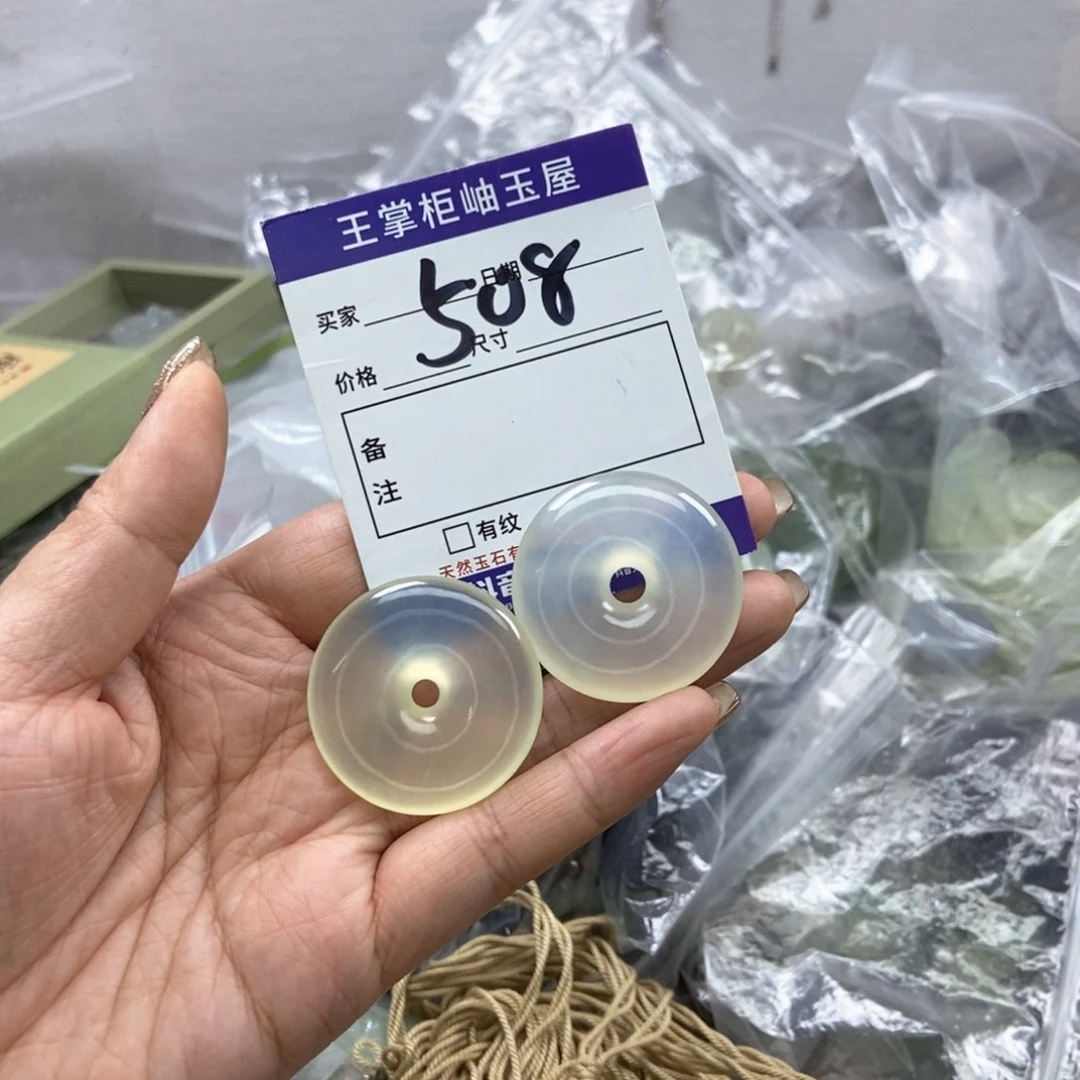 王掌柜岫玉屋
508
买家 日期
价格 尺寸
备
注
有纹
天然玉石有